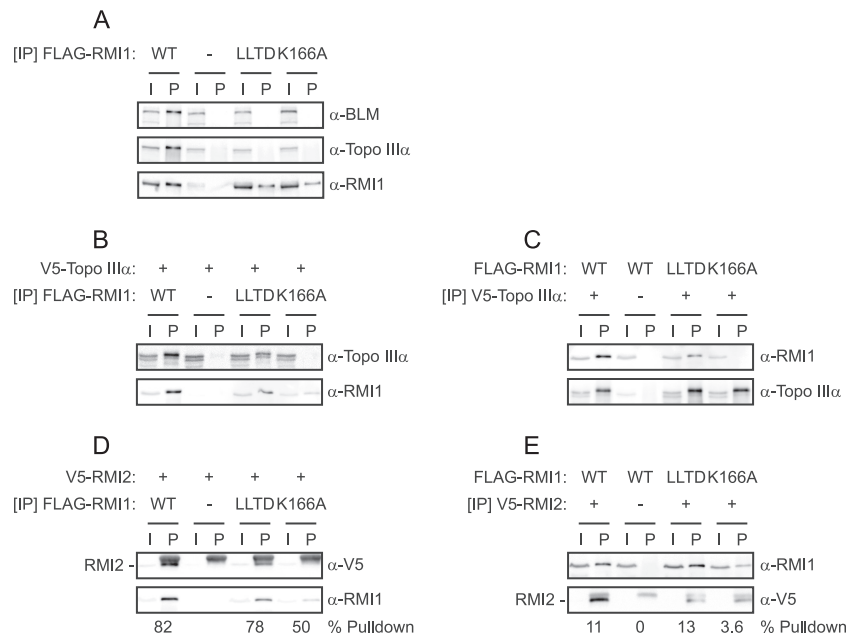 A
[IP] FLAG-RMI1: WT - LLTD K166A
I P I P I P I P
α-BLM
α-Topo IIIα
α-RMI1
B
V5-Topo IIIα: + + + +
[IP] FLAG-RMI1: WT - LLTD K166A
I P I P I P I P
α-Topo IIIα
α-RMI1
C
FLAG-RMI1: WT WT LLTD K166A
[IP] V5-Topo IIIα: + - + +
I P I P I P I P
α-RMI1
α-Topo IIIα
D
V5-RMI2: + + + +
[IP] FLAG-RMI1: WT - LLTD K166A
I P I P I P I P
RMI2 - α-V5
α-RMI1
82 78 50 % Pulldown
E
FLAG-RMI1: WT WT LLTD K166A
[IP] V5-RMI2: + - + +
I P I P I P I P
α-RMI1
RMI2 - α-V5
11 0 13 3.6 % Pulldown